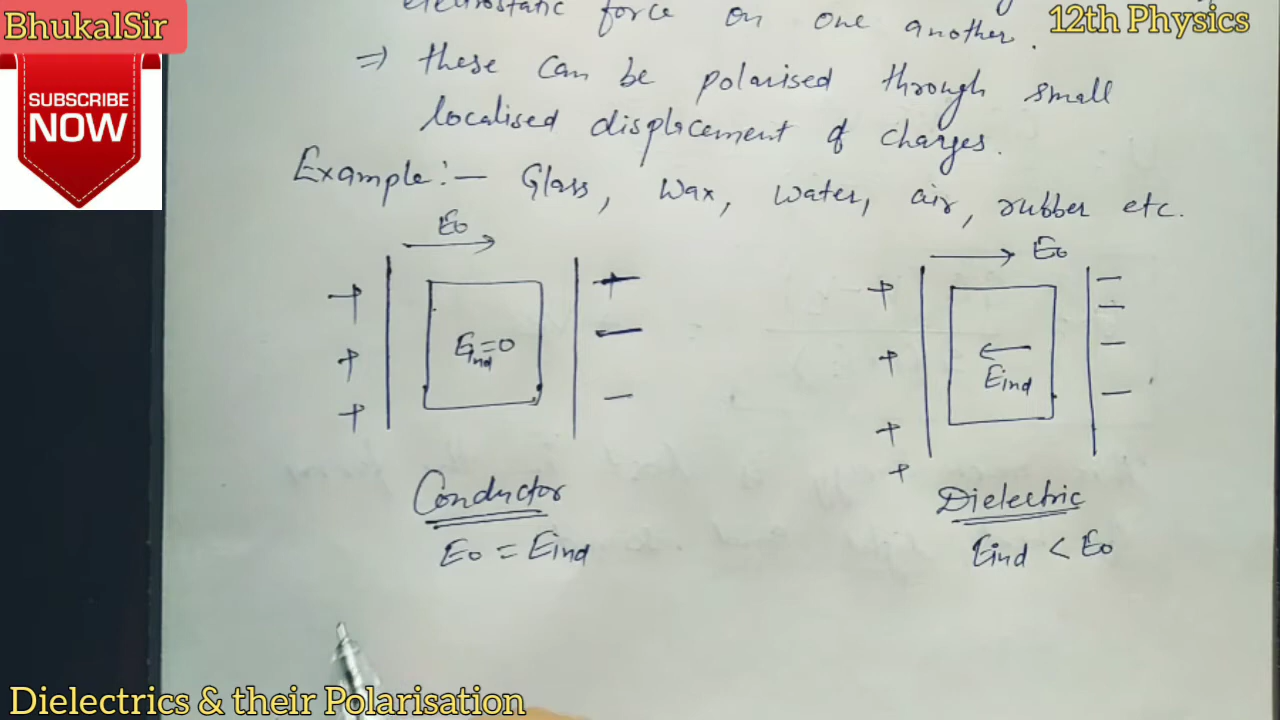 BhukalSir
12th Physics
SUBSCRIBE
NOW
electrostatic force on one another.
⇒ these can be polarised through small
localised displacement of charges.
Example:- Glass, Wax, Water, air, rubber etc.
E₀
E₀
+ +
+ Eind=0 −
+ −
+ −
+ Eind −
+ −
+ −
Conductor
Dielectric
E₀ = Eind
Eind < E₀
Dielectrics & their Polarisation